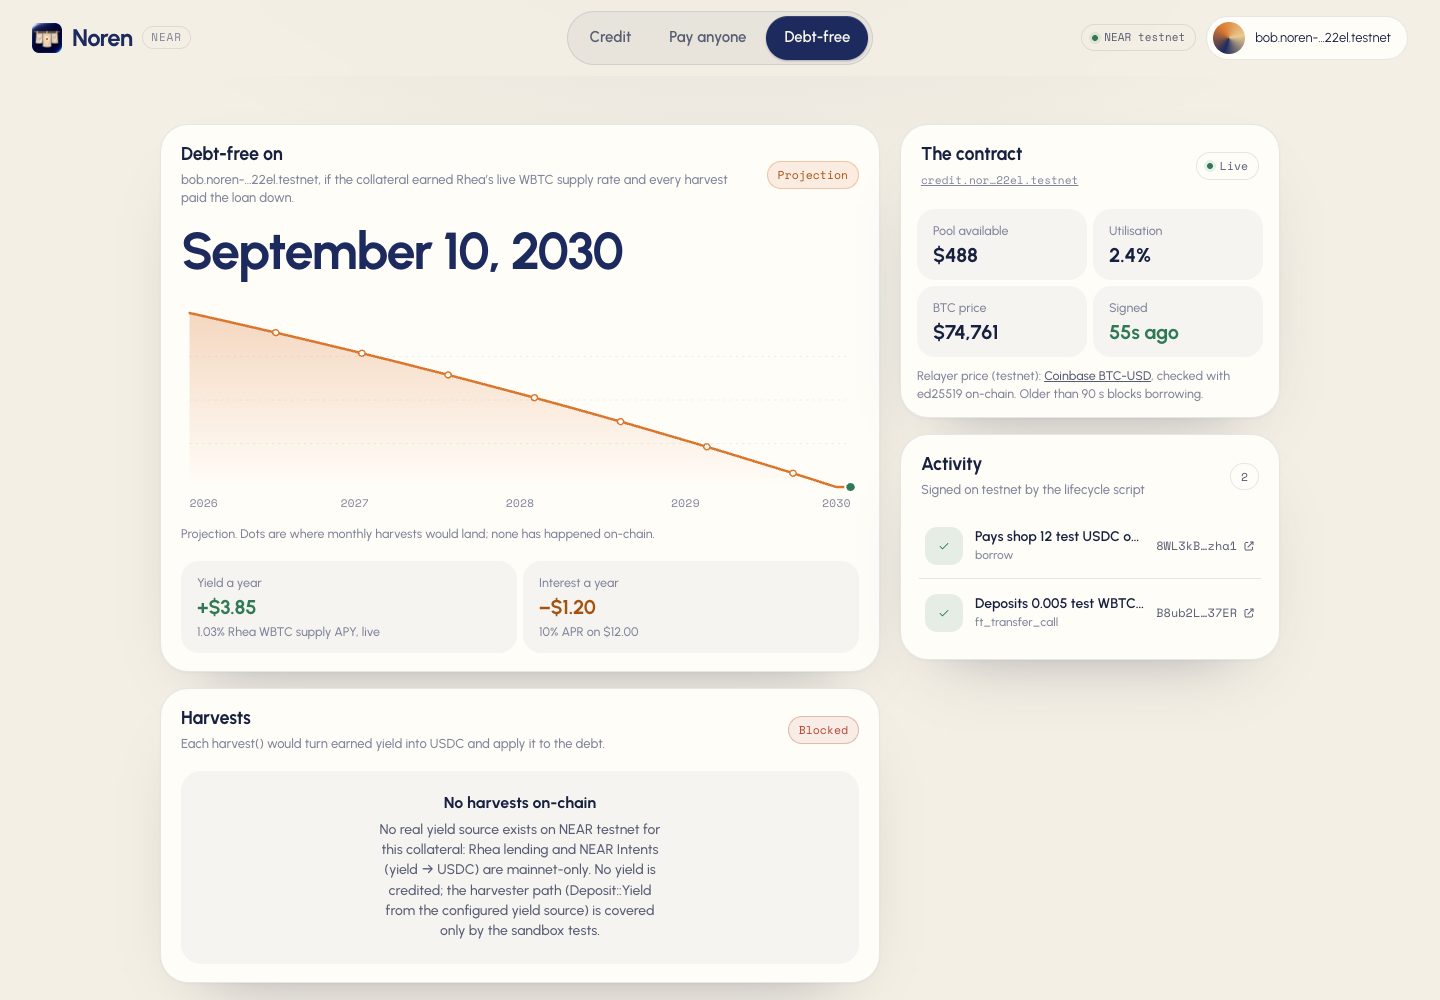 Noren
NEAR
Credit
Pay anyone
Debt-free
NEAR testnet
bob.noren-…22el.testnet
Debt-free on
bob.noren-…22el.testnet, if the collateral earned Rhea's live WBTC supply rate and every harvest
paid the loan down.
Projection
September 10, 2030
2026
2027
2028
2029
2030
Projection. Dots are where monthly harvests would land; none has happened on-chain.
Yield a year
+$3.85
1.03% Rhea WBTC supply APY, live
Interest a year
−$1.20
10% APR on $12.00
Harvests
Each harvest() would turn earned yield into USDC and apply it to the debt.
Blocked
No harvests on-chain
No real yield source exists on NEAR testnet for
this collateral: Rhea lending and NEAR Intents
(yield → USDC) are mainnet-only. No yield is
credited; the harvester path (Deposit::Yield
from the configured yield source) is covered
only by the sandbox tests.
The contract
credit.nor…22el.testnet
Live
Pool available
$488
Utilisation
2.4%
BTC price
$74,761
Signed
55s ago
Relayer price (testnet): Coinbase BTC-USD, checked with
ed25519 on-chain. Older than 90 s blocks borrowing.
Activity
Signed on testnet by the lifecycle script
2
Pays shop 12 test USDC o…
borrow
8WL3kB…zha1
Deposits 0.005 test WBTC…
ft_transfer_call
B8ub2L…37ER